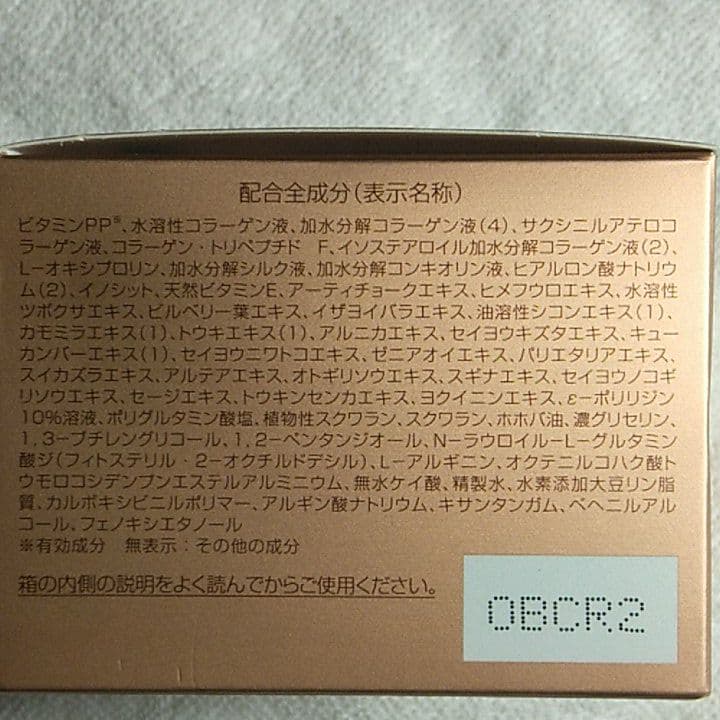 配合全成分(表示名称)
ビタミンPP※、水溶性コラーゲン液、加水分解コラーゲン液(4)、サクシニルアテロコ
ラーゲン液、コラーゲン・トリペプチド F、イソステアロイル加水分解コラーゲン液(2)、
L-オキシプロリン、加水分解シルク液、加水分解コンキオリン液、ヒアルロン酸ナトリウ
ム(2)、イノシット、天然ビタミンE、アーティチョークエキス、ヒメフウロエキス、水溶性
ツボクサエキス、ビルベリー葉エキス、イザヨイバラエキス、油溶性シコンエキス(1)、
カモミラエキス(1)、トウキエキス(1)、アルニカエキス、セイヨウキズタエキス、キュー
カンバーエキス(1)、セイヨウニワトコエキス、ゼニアオイエキス、パリエタリアエキス、
スイカズラエキス、アルテアエキス、オトギリソウエキス、スギナエキス、セイヨウノコギ
リソウエキス、セージエキス、トウキンセンカエキス、ヨクイニンエキス、ε-ポリリジン
10%溶液、ポリグルタミン酸塩、植物性スクワラン、スクワラン、ホホバ油、濃グリセリン、
1,3-ブチレングリコール、1,2-ペンタンジオール、N-ラウロイル-L-グルタミン
酸ジ(フィトステリル・2-オクチルドデシル)、L-アルギニン、オクテニルコハク酸ト
ウモロコシデンプンエステルアルミニウム、無水ケイ酸、精製水、水素添加大豆リン脂
質、カルボキシビニルポリマー、アルギン酸ナトリウム、キサンタンガム、ベヘニルアル
コール、フェノキシエタノール
※有効成分 無表示:その他の成分
箱の内側の説明をよく読んでからご使用ください。
OBCR2